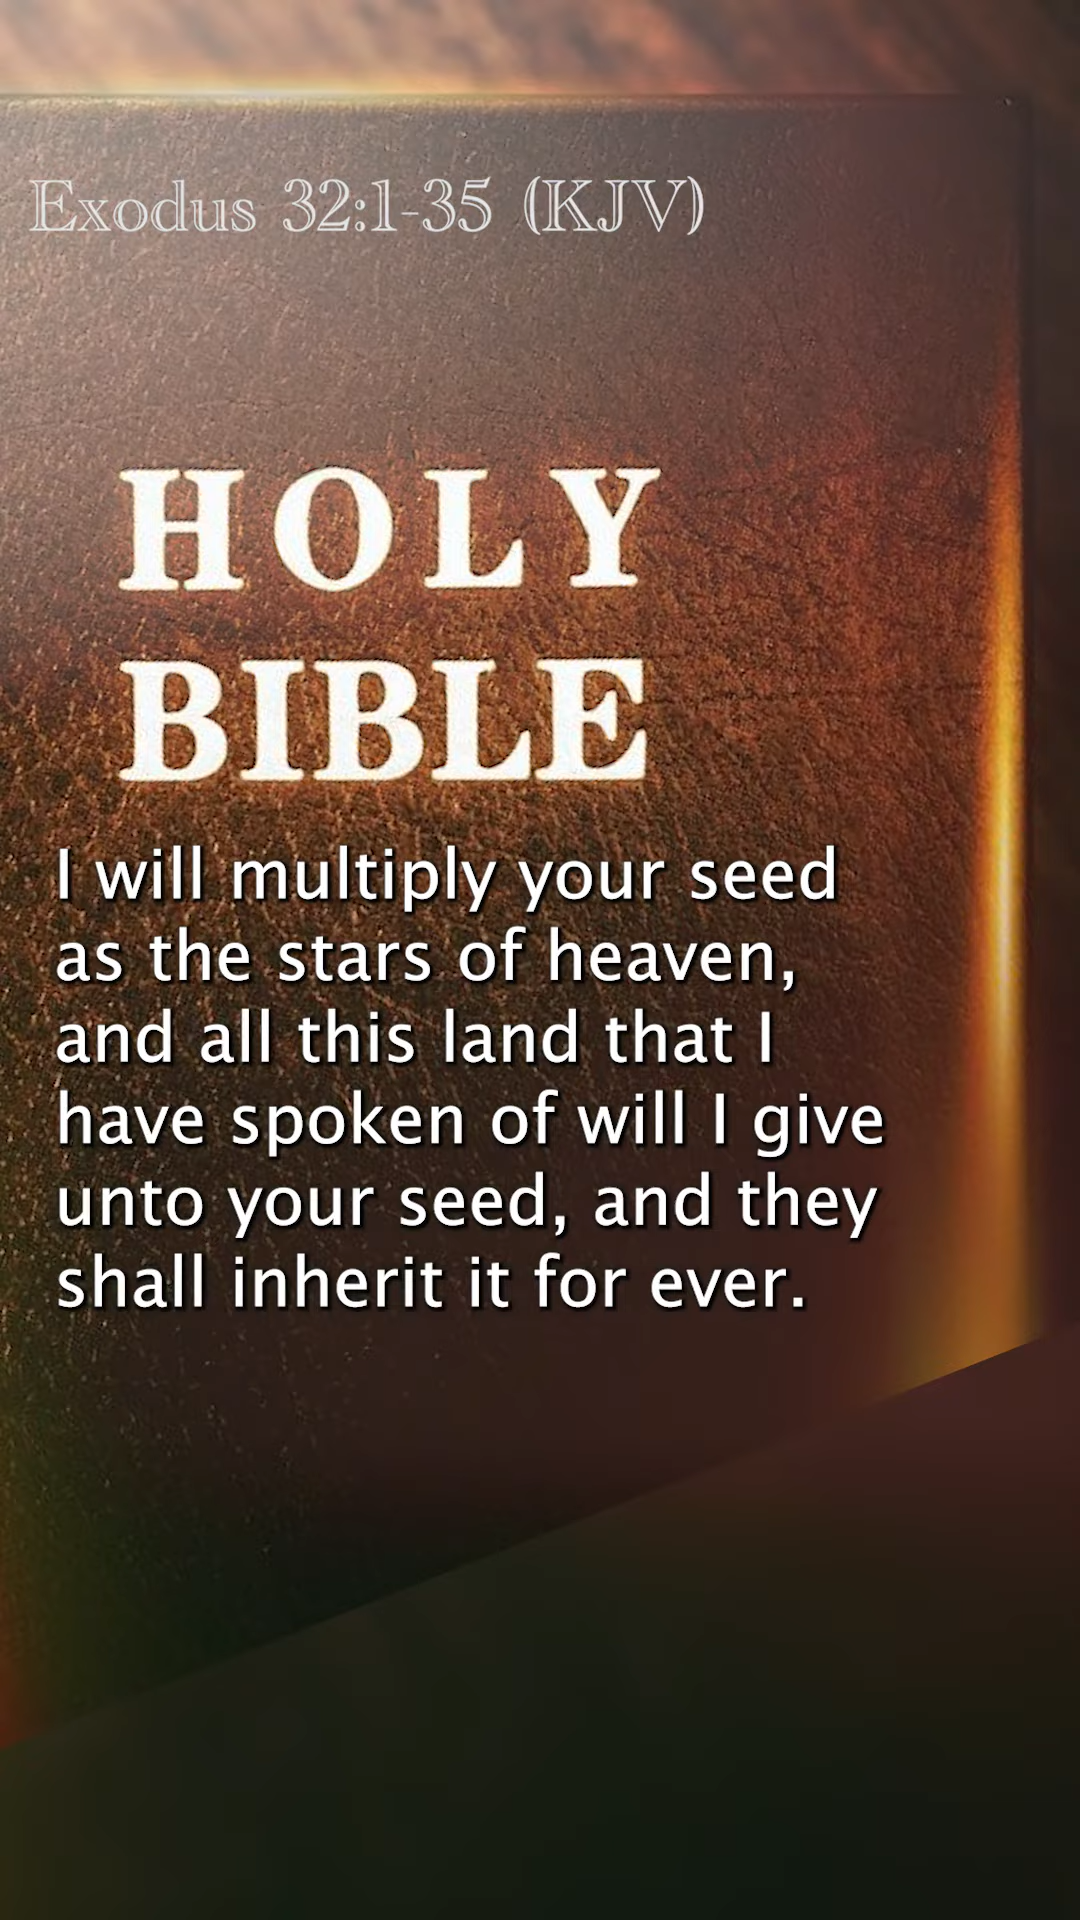 Exodus 32:1-35 (KJV)
HOLY
BIBLE
I will multiply your seed
as the stars of heaven,
and all this land that I
have spoken of will I give
unto your seed, and they
shall inherit it for ever.